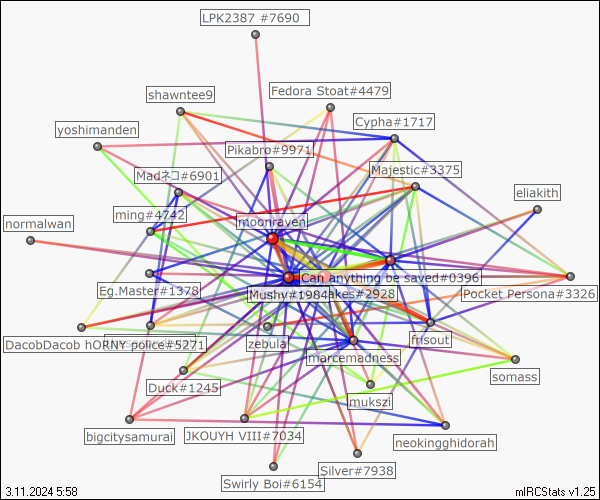 LPK2387 #7690
Fedora Stoat#4479
shawntee9
Cypha#1717
yoshimanden
Pikabro#9971
Majestic#3375
Madネコ#6901
eliakith
ming#4742
moonraven
normalwan
Can anything be saved#0396
Eg.Master#1378
Mushy#1984
akes#2928
Pocket Persona#3326
DacobDacob hORNY police#5271
zebula
frisout
marcemadness
somass
Duck#1245
mukszi
bigcitysamurai
JKOUYH VIII#7034
neokingghidorah
Silver#7938
Swirly Boi#6154
3.11.2024 5:58
mIRCStats v1.25